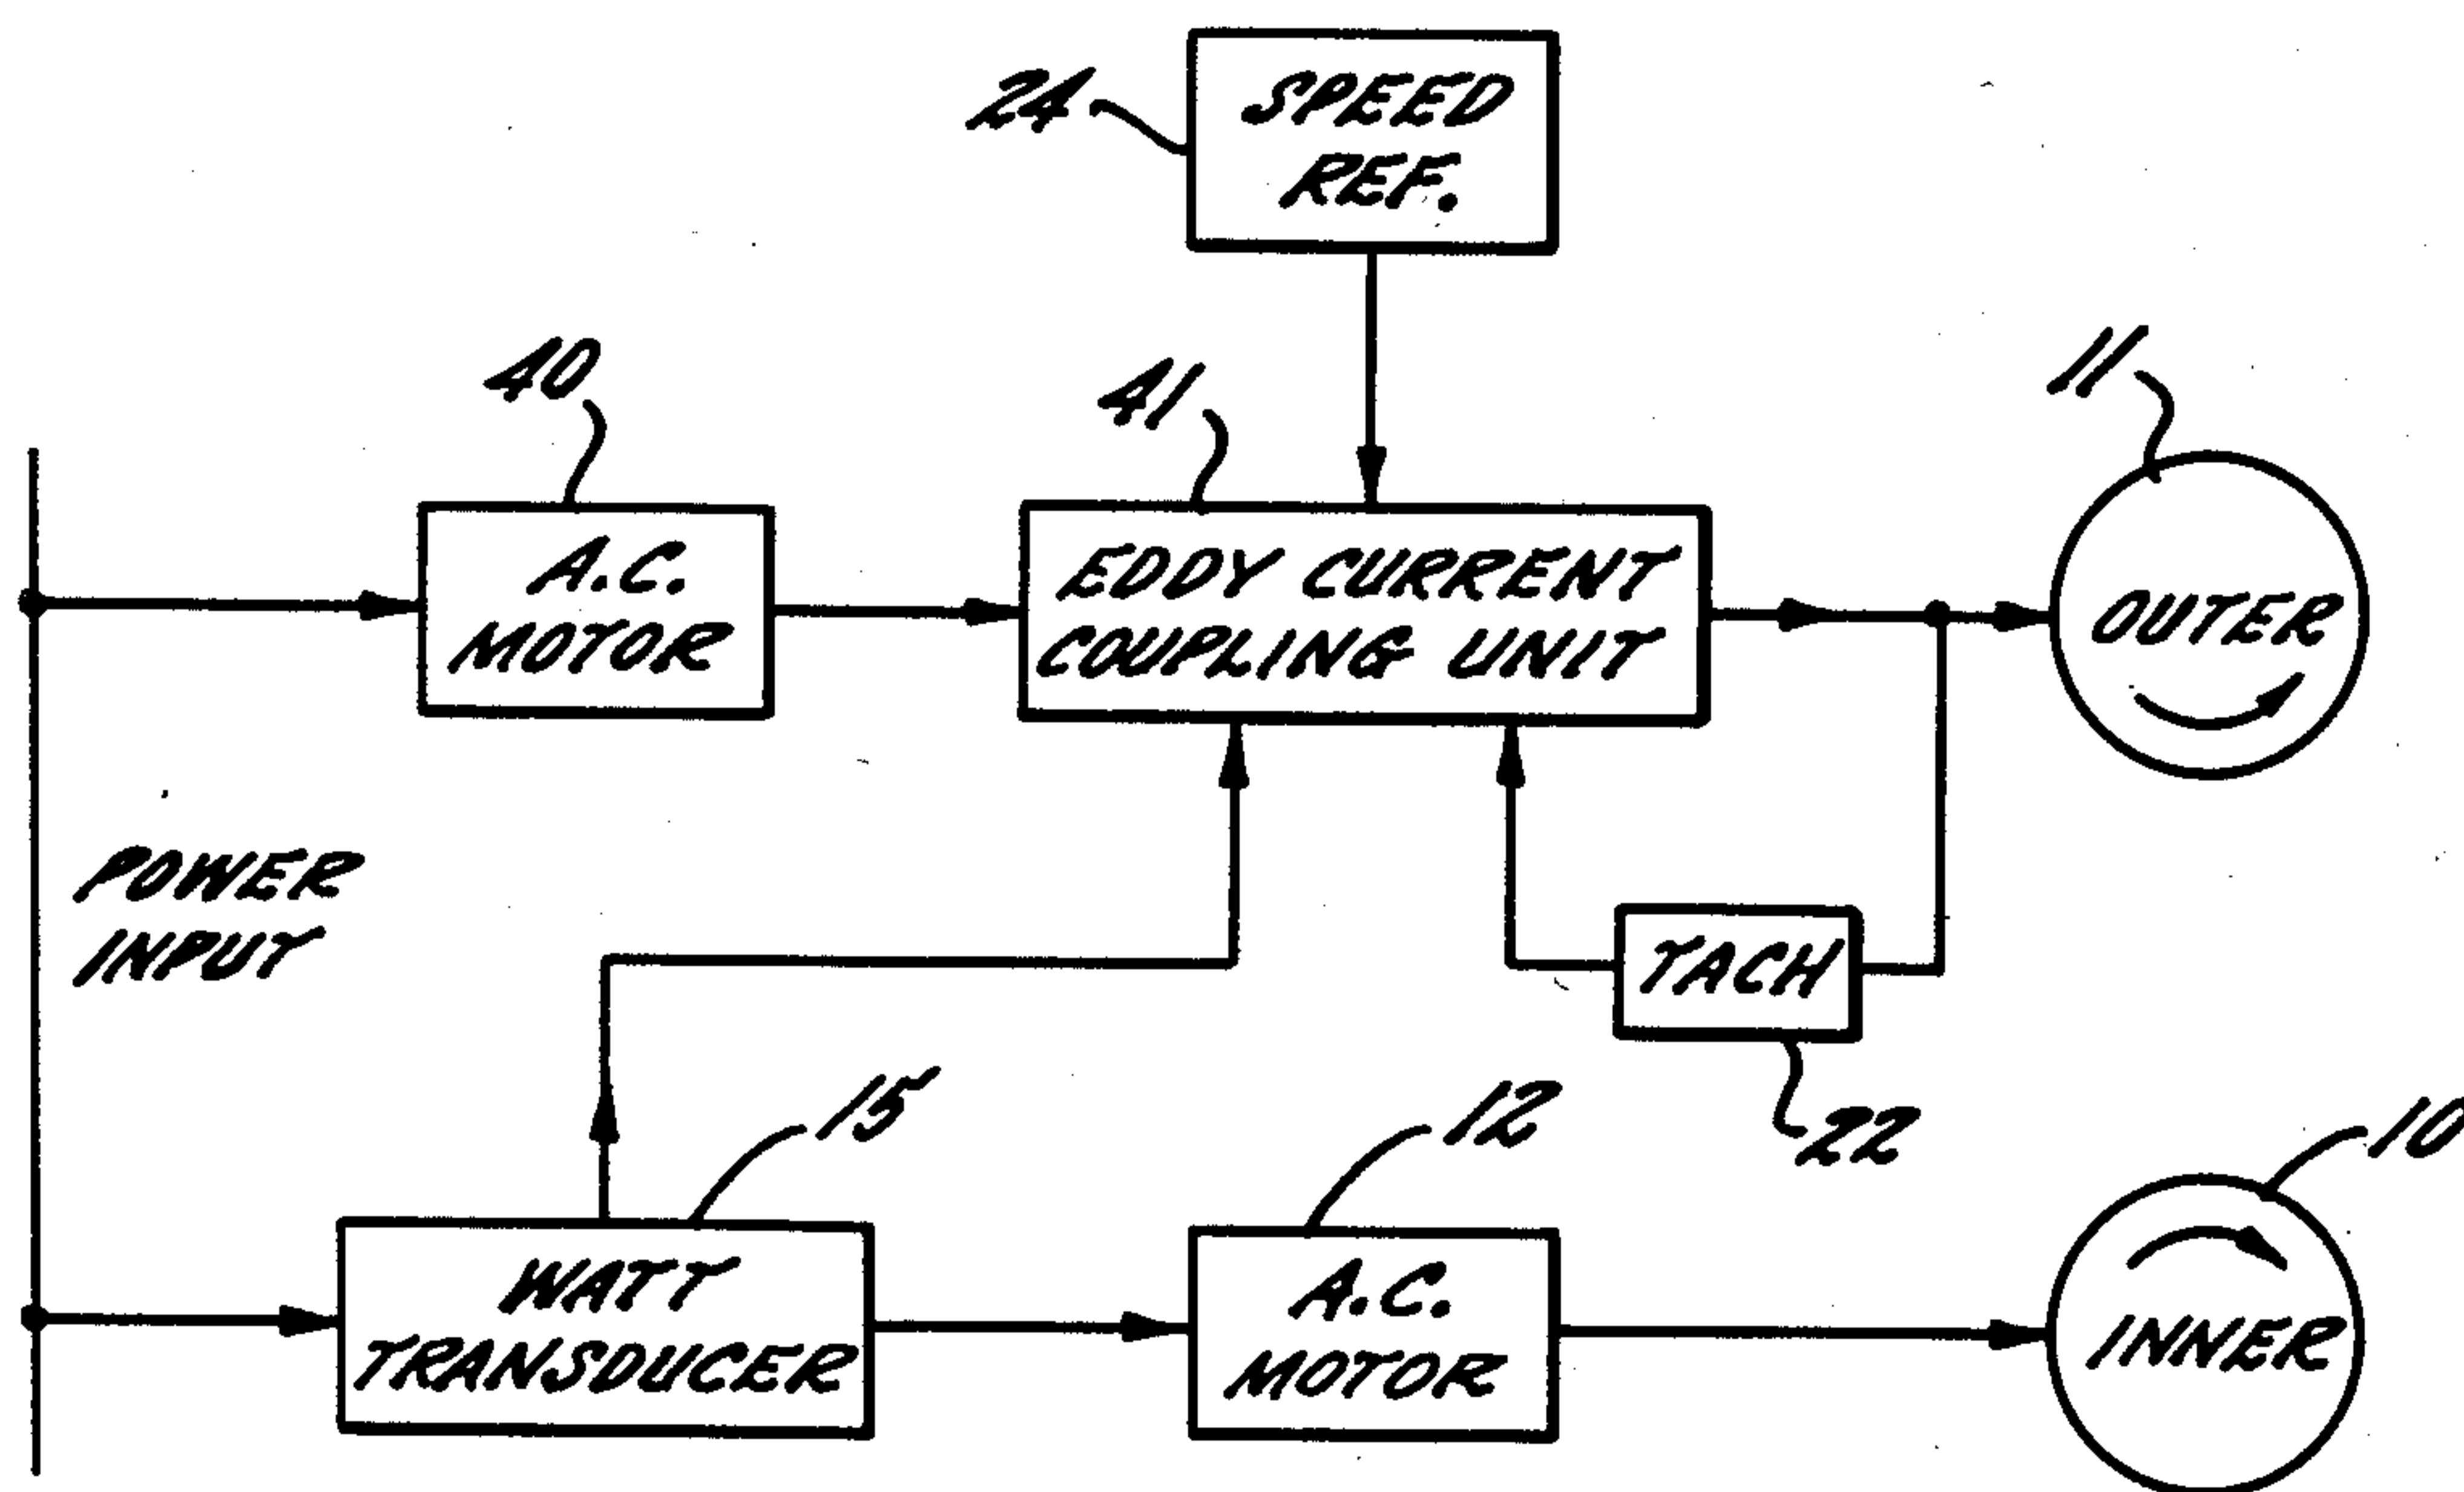 24
SPEED
REF.
40
41
11
A.C.
MOTOR
EDDY CURRENT
COUPLING UNIT
OUTER
POWER
INPUT
TACH
15
12
22
10
WATT
TRANSDUCER
A.C.
MOTOR
INNER